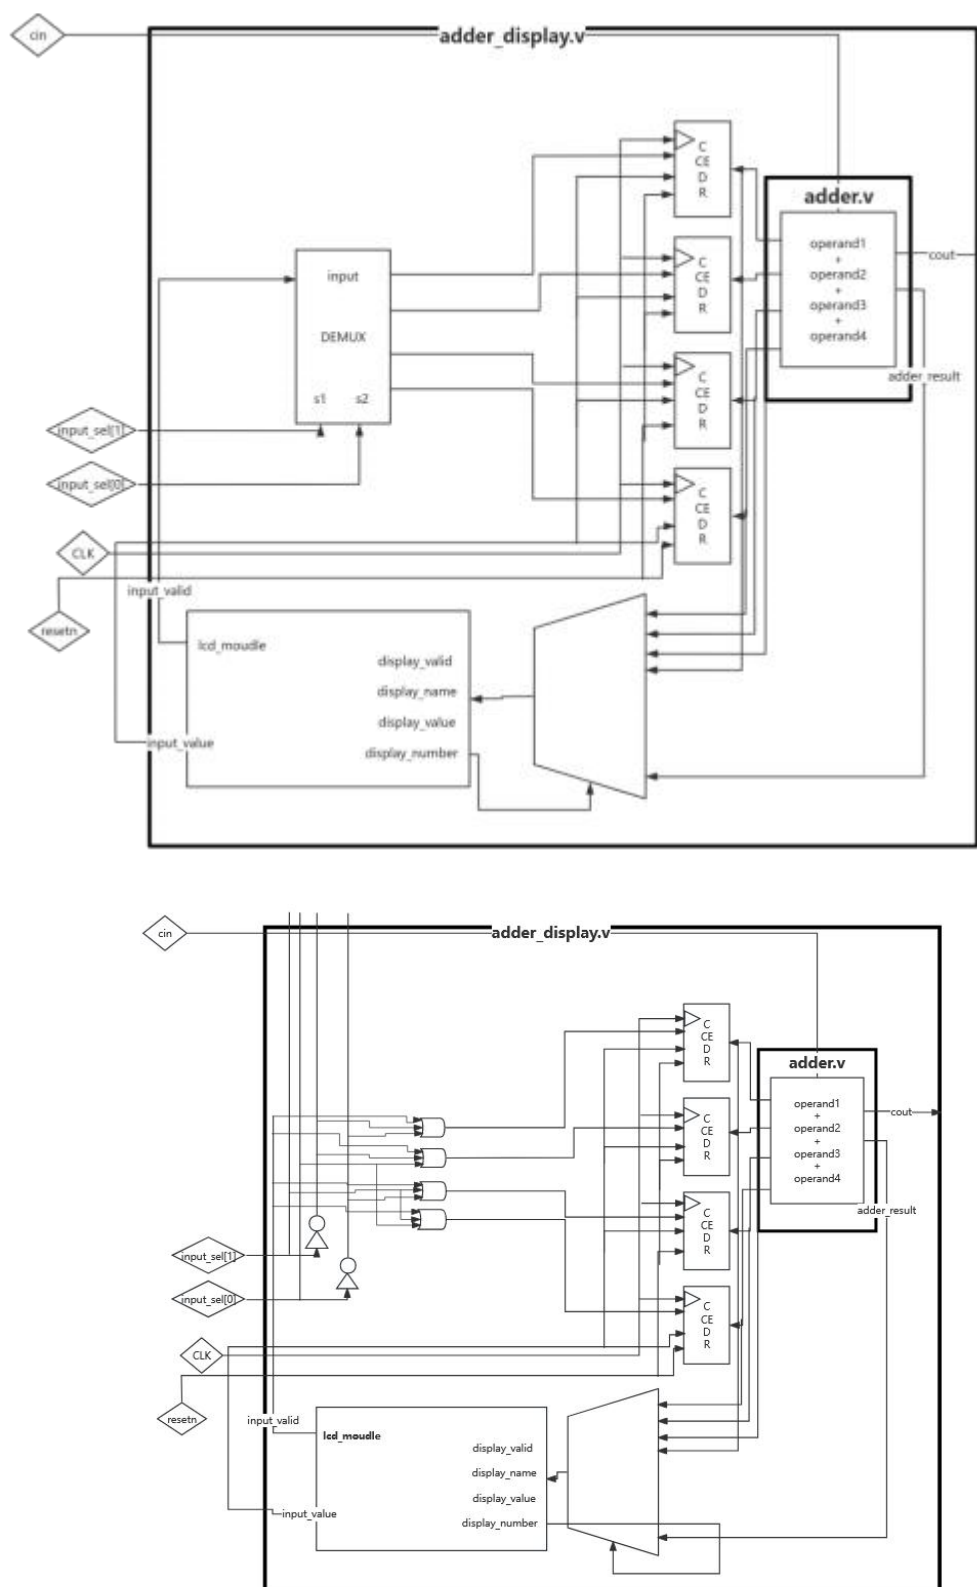 cin
adder_display.v
C
CE
D
R
adder.v
operand1
+
operand2
+
operand3
+
operand4
cout
adder_result
C
CE
D
R
input
DEMUX
s1 s2
C
CE
D
R
input_sel[1]
input_sel[0]
C
CE
D
R
CLK
input_valid
resetn
lcd_moudle
display_valid
display_name
display_value
display_number
input_value
cin
adder_display.v
C
CE
D
R
adder.v
operand1
+
operand2
+
operand3
+
operand4
cout
adder_result
C
CE
D
R
C
CE
D
R
input_sel[1]
input_sel[0]
C
CE
D
R
CLK
resetn
input_valid
lcd_moudle
display_valid
display_name
display_value
display_number
input_value